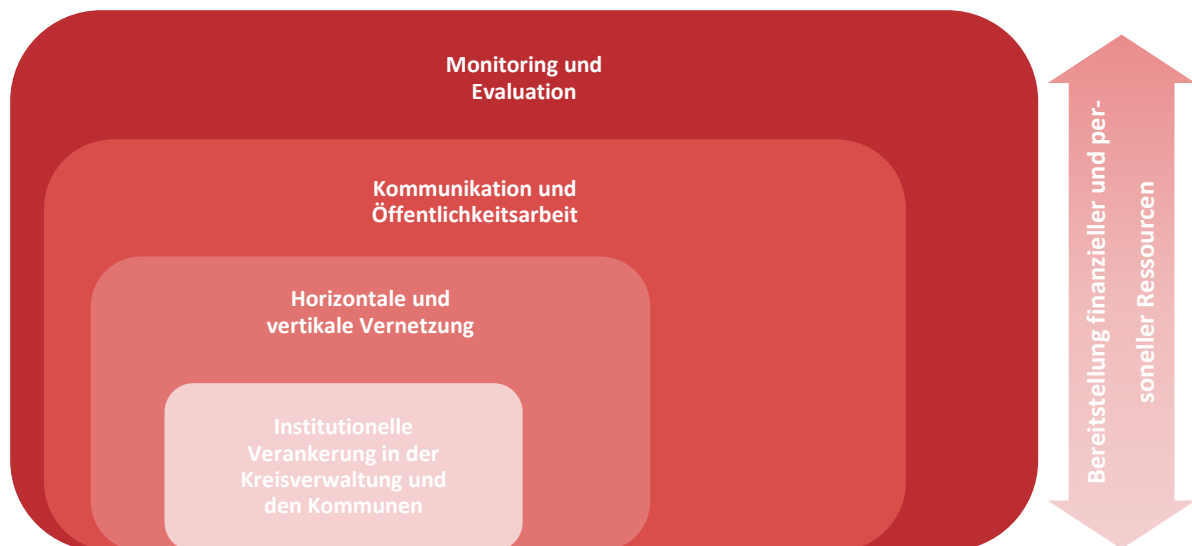 Monitoring und
Evaluation
Kommunikation und
Öffentlichkeitsarbeit
Horizontale und
vertikale Vernetzung
Institutionelle
Verankerung in der
Kreisverwaltung und
den Kommunen
Bereitstellung finanzieller und per-
soneller Ressourcen